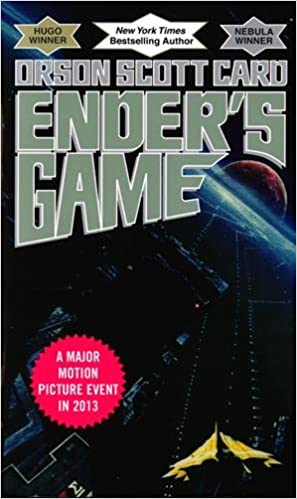 HUGO
WINNER
New York Times
Bestselling Author
NEBULA
WINNER
ORSON SCOTT CARD
ENDER'S
GAME
A MAJOR
MOTION
PICTURE EVENT
IN 2013